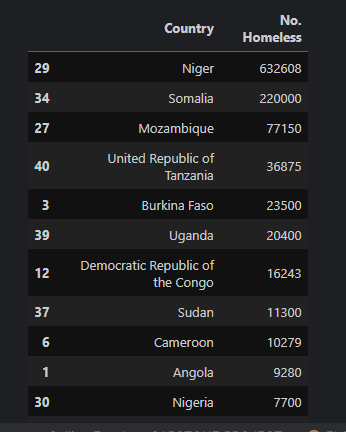 Country No. Homeless
29 Niger 632608
34 Somalia 220000
27 Mozambique 77150
40 United Republic of Tanzania 36875
3 Burkina Faso 23500
39 Uganda 20400
12 Democratic Republic of the Congo 16243
37 Sudan 11300
6 Cameroon 10279
1 Angola 9280
30 Nigeria 7700